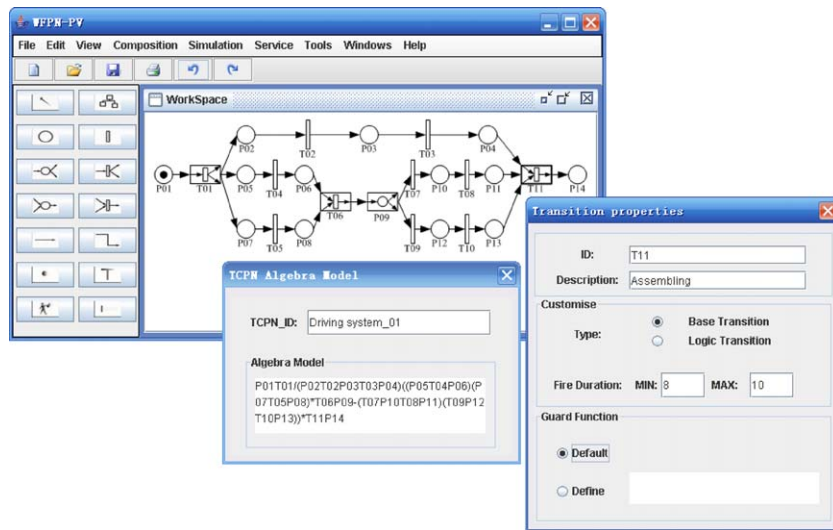 WFPN-PV
File Edit View Composition Simulation Service Tools Windows Help
WorkSpace
P02 T02 P03 T03 P04
P01 T01 P05 T04 P06 T06 P09 T07 P10 T08 P11 T11 P14
P07 T05 P08 T09 P12 T10 P13
TCPN Algebra Model
TCPN_ID: Driving system_01
Algebra Model
P01T01/(P02T02P03T03P04)((P05T04P06)(P
07T05P08)*T06P09-(T07P10T08P11)(T09P12
T10P13))*T11P14
Transition properties
ID: T11
Description: Assembling
Customise
Type: Base Transition
Logic Transition
Fire Duration: MIN: 8 MAX: 10
Guard Function
Default
Define